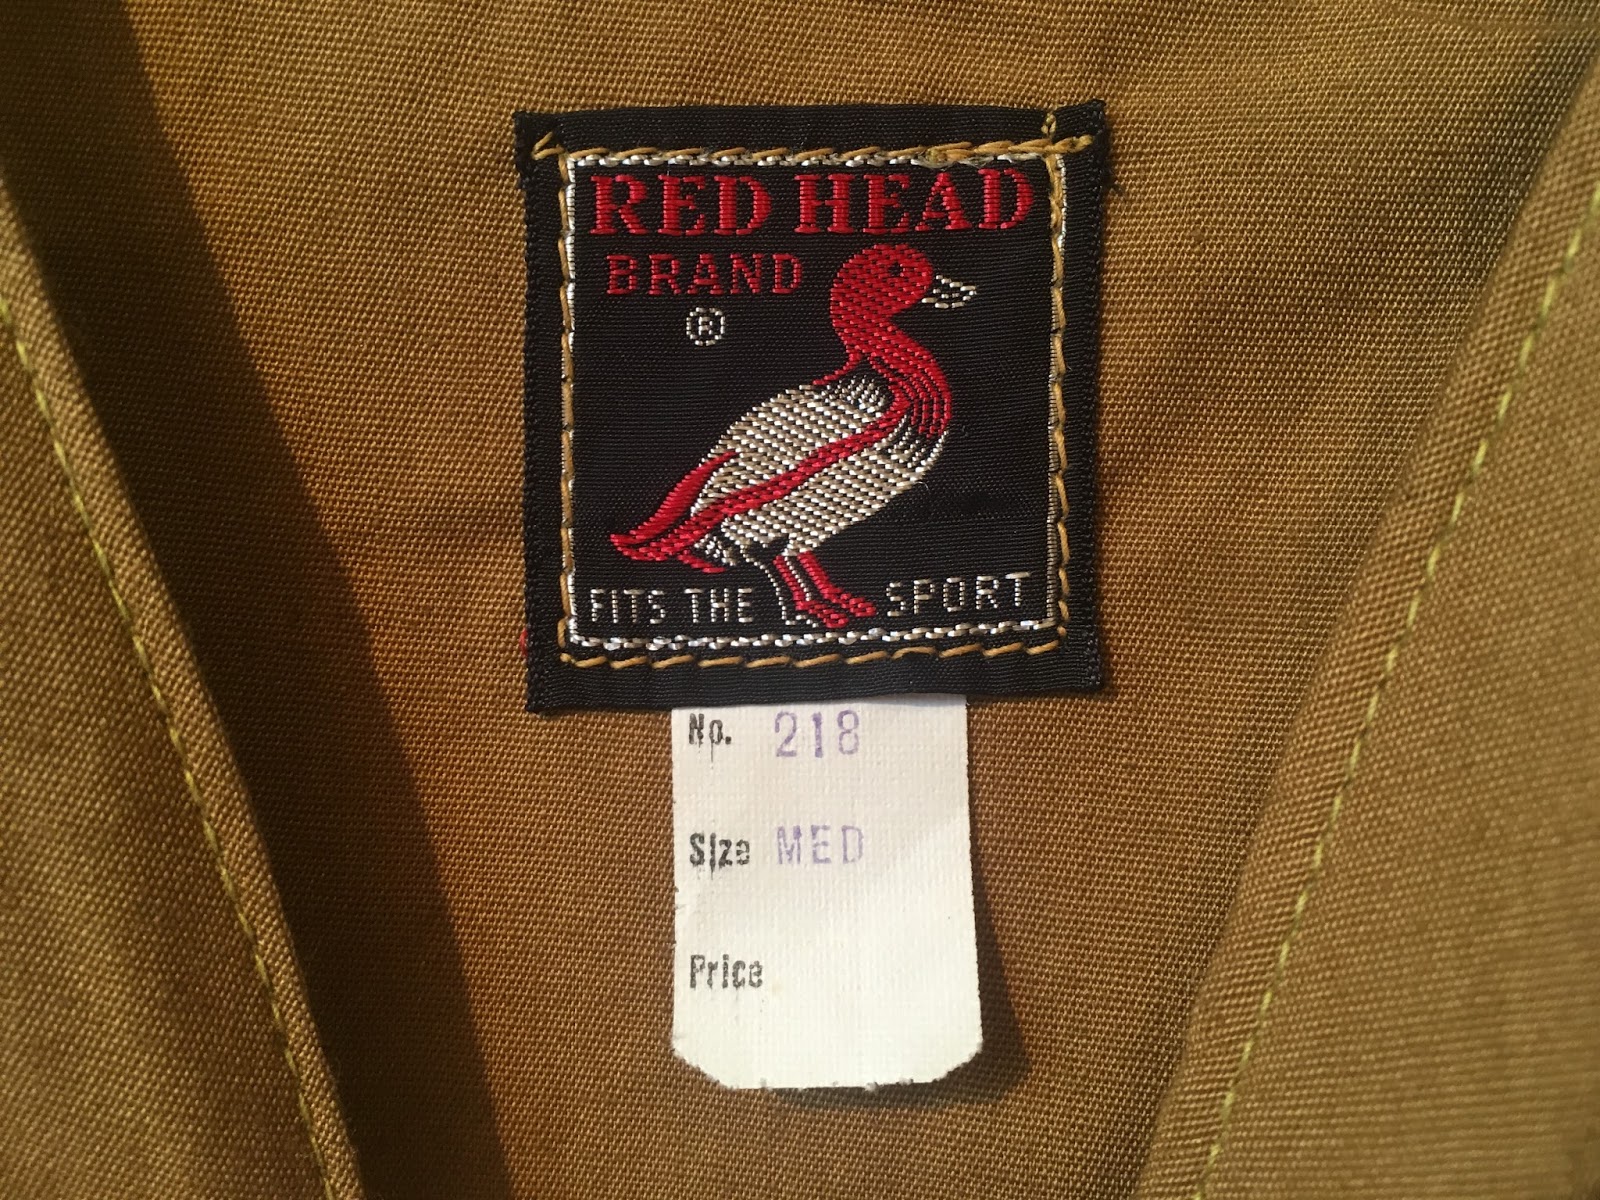 RED HEAD
BRAND
®
FITS THE SPORT
No. 218
Size MED
Price